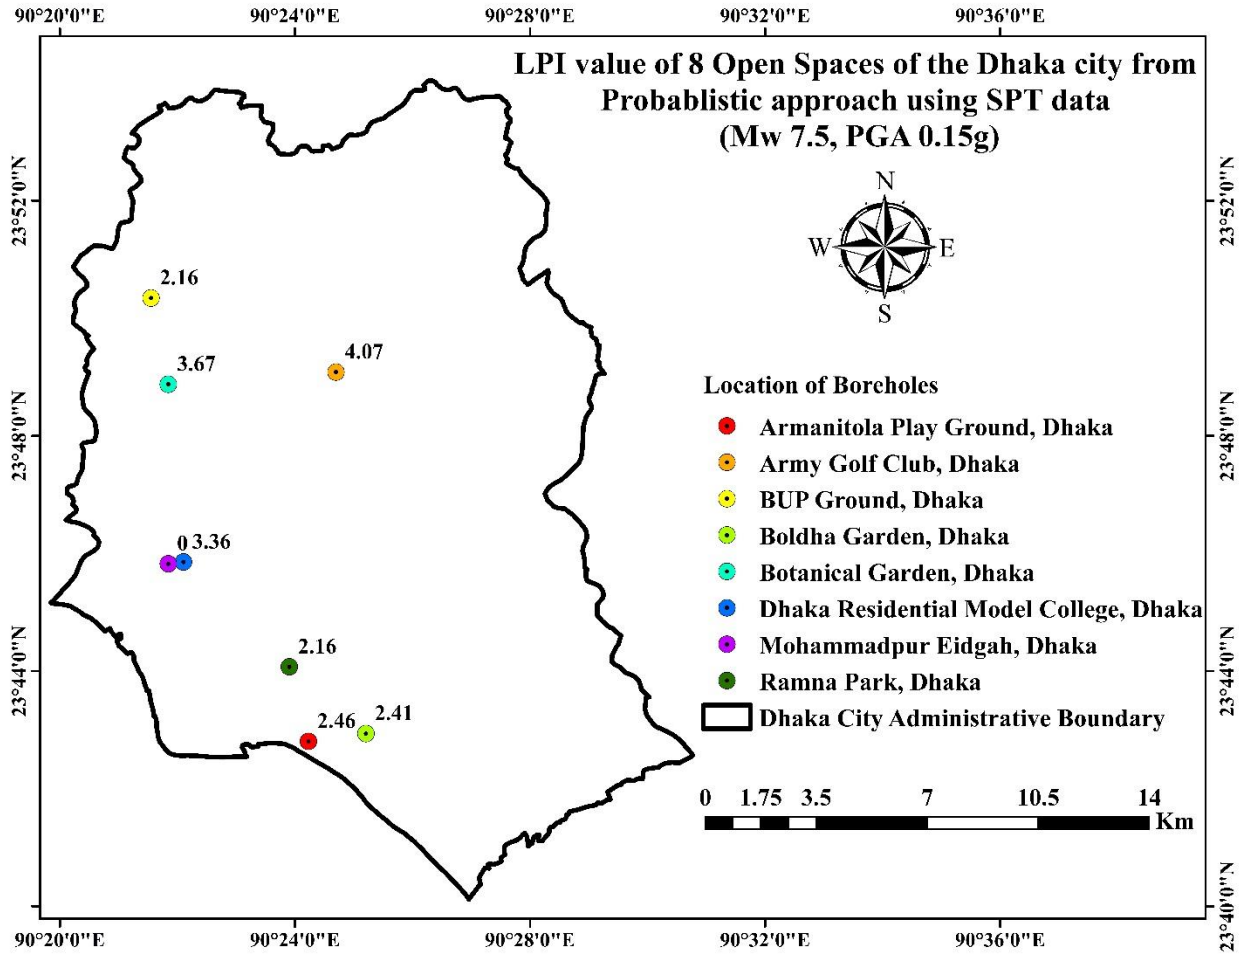 90°20'0"E 90°24'0"E 90°28'0"E 90°32'0"E 90°36'0"E
LPI value of 8 Open Spaces of the Dhaka city from
Probablistic approach using SPT data
(Mw 7.5, PGA 0.15g)
N
W E
S
23°52'0"N 23°52'0"N
2.16
4.07
3.67
Location of Boreholes
Armanitola Play Ground, Dhaka
23°48'0"N 23°48'0"N
Army Golf Club, Dhaka
BUP Ground, Dhaka
Boldha Garden, Dhaka
0 3.36
Botanical Garden, Dhaka
Dhaka Residential Model College, Dhaka
2.16
Mohammadpur Eidgah, Dhaka
23°44'0"N 23°44'0"N
Ramna Park, Dhaka
2.46 2.41
Dhaka City Administrative Boundary
0 1.75 3.5 7 10.5 14
Km
23°40'0"N
90°20'0"E 90°24'0"E 90°28'0"E 90°32'0"E 90°36'0"E